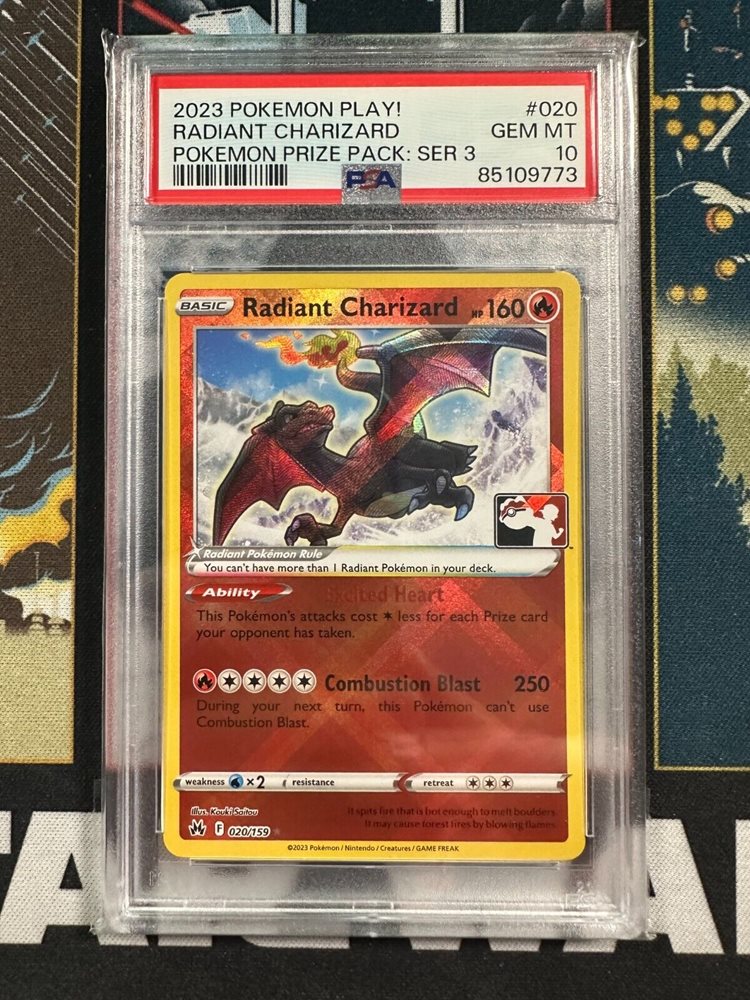 2023 POKEMON PLAY! #020
RADIANT CHARIZARD GEM MT
POKEMON PRIZE PACK: SER 3 10
PSA 85109773
BASIC Radiant Charizard HP 160
Radiant Pokémon Rule
You can't have more than 1 Radiant Pokémon in your deck.
Ability Excited Heart
This Pokémon's attacks cost less for each Prize card
your opponent has taken.
Combustion Blast 250
During your next turn, this Pokémon can't use
Combustion Blast.
weakness ×2 resistance retreat
Illus. Kouki Saitou
It spits fire that is hot enough to melt boulders.
It may cause forest fires by blowing flames.
F 020/159
©2023 Pokémon / Nintendo / Creatures / GAME FREAK
TAR WA